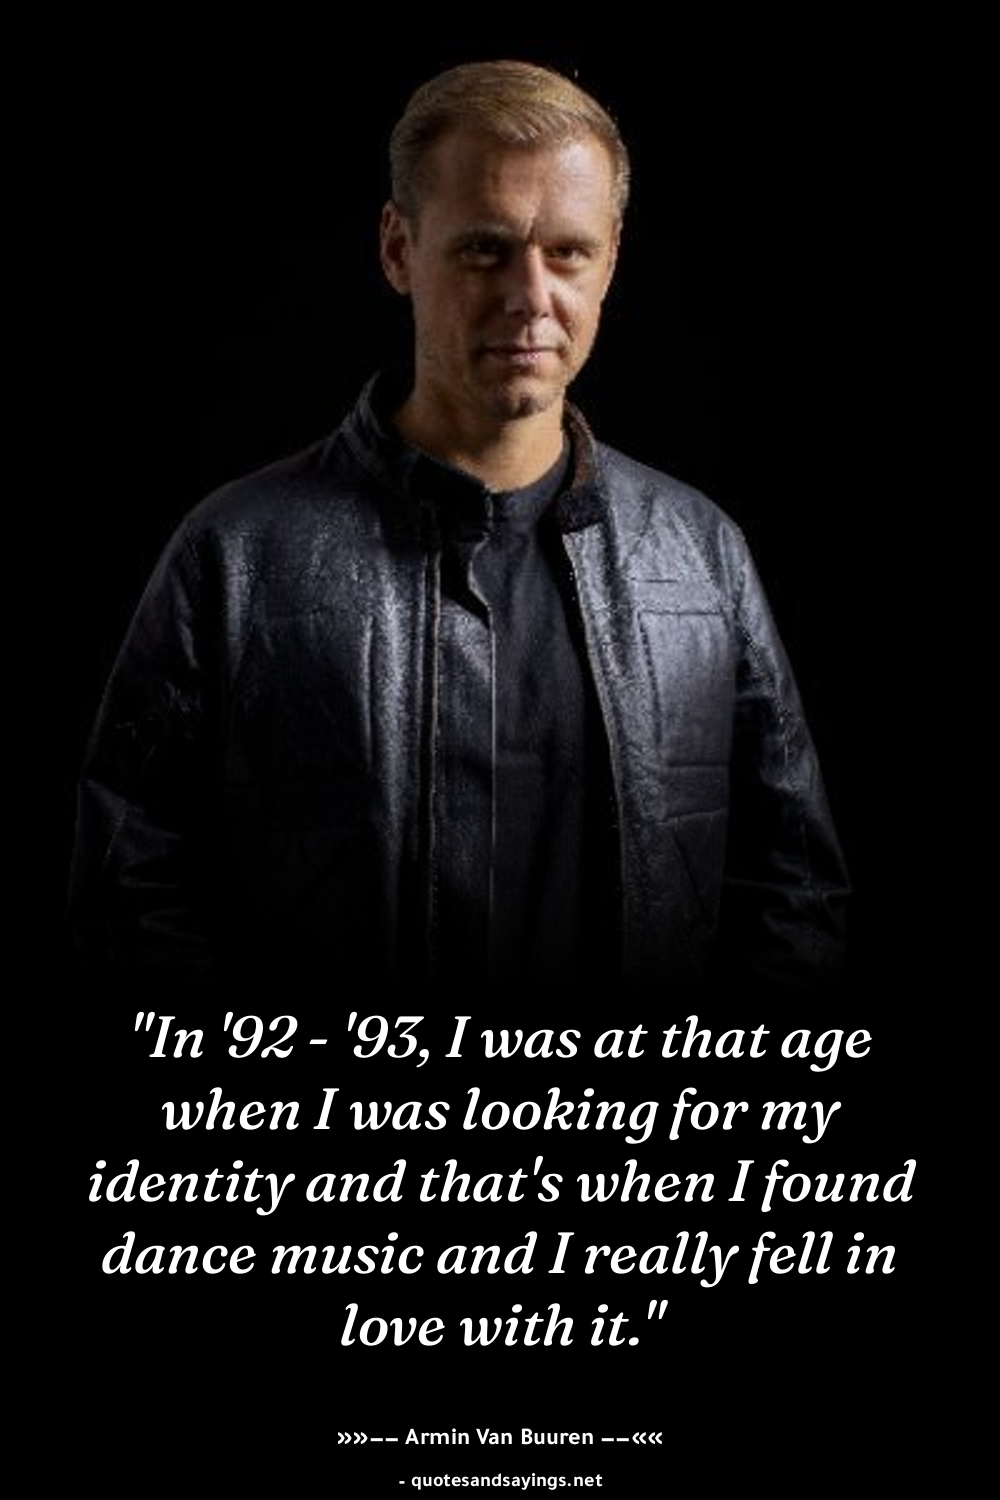 "In '92 - '93, I was at that age
when I was looking for my
identity and that's when I found
dance music and I really fell in
love with it."
»»–– Armin Van Buuren ––««
- quotesandsayings.net